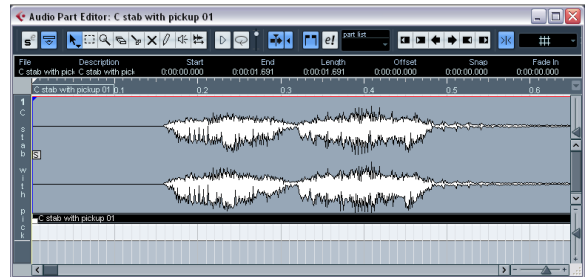 Audio Part Editor: C stab with pickup 01
part list
File Description Start End Length Offset Snap Fade In
C stab with pick C stab with pick 0:00:00.000 0:00:01.691 0:00:01.691 0:00:00.000 0:00:00.000 0:00:00.000
C stab with pickup 01 0.1 0.2 0.3 0.4 0.5 0.6
1
C stab with pick
S
C stab with pickup 01